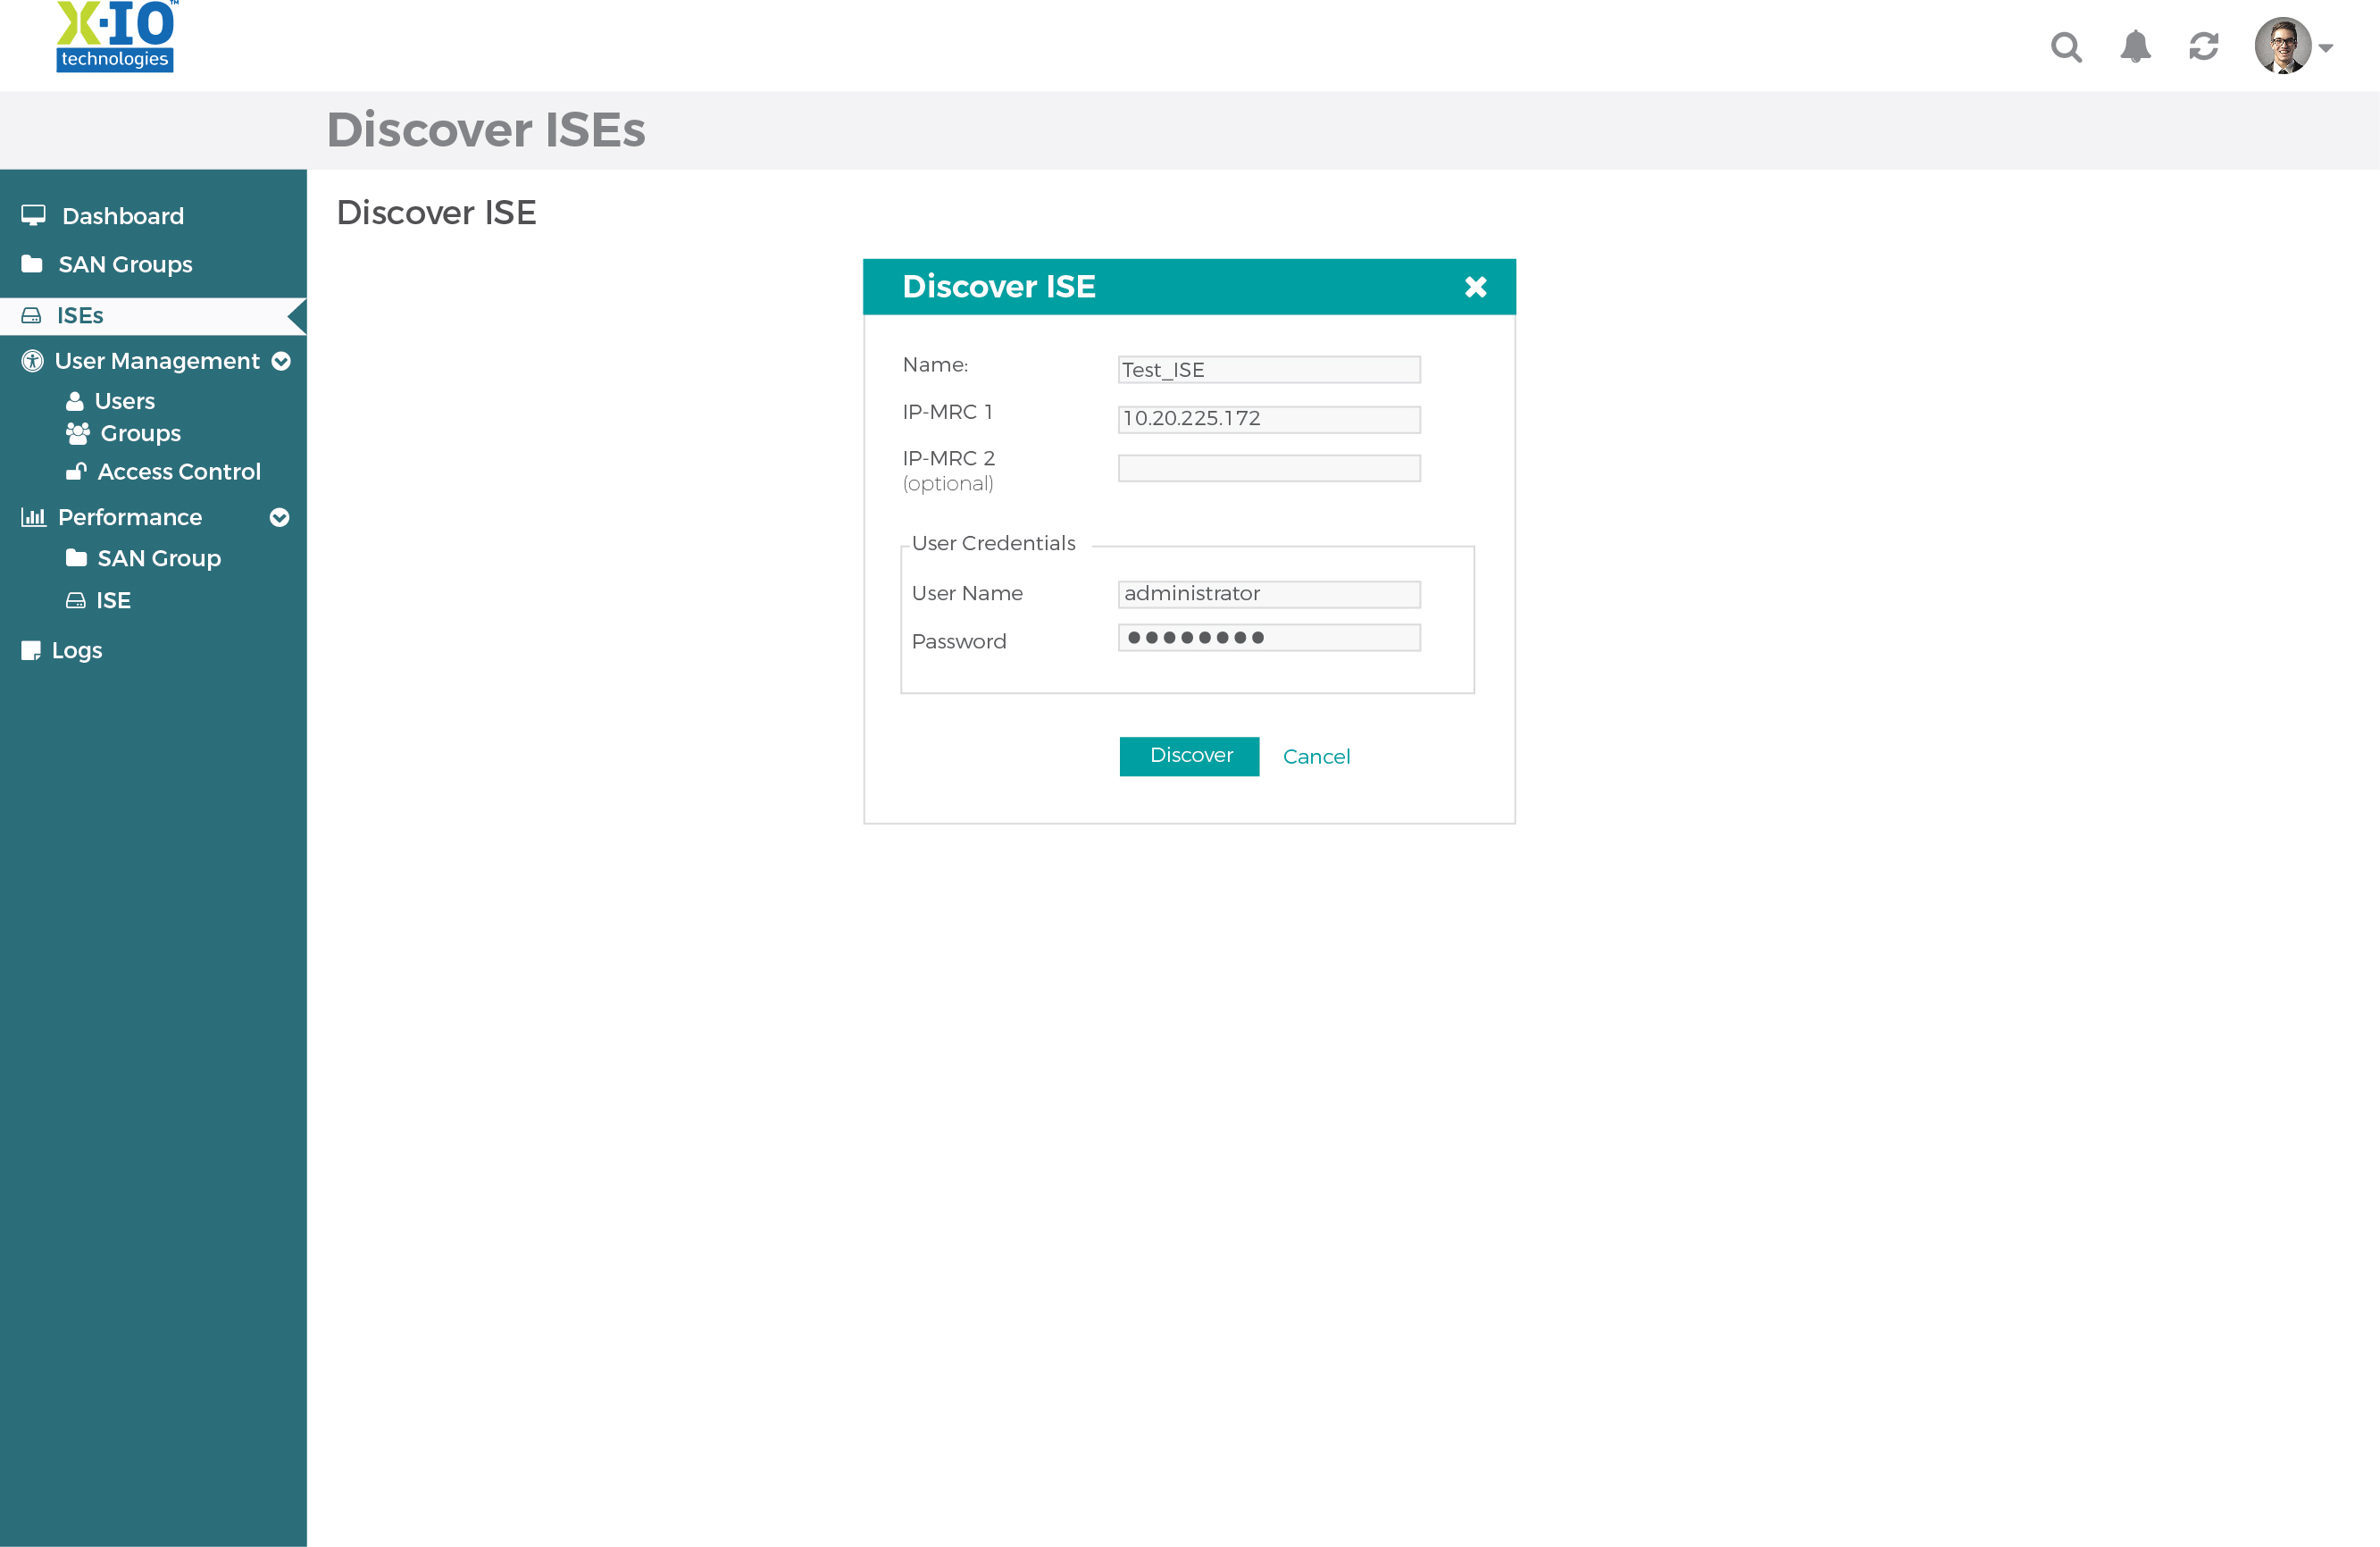 X-IO™
technologies
Discover ISEs
Dashboard
SAN Groups
ISEs
User Management
Users
Groups
Access Control
Performance
SAN Group
ISE
Logs
Discover ISE
Discover ISE
Name:
Test_ISE
IP-MRC 1
10.20.225.172
IP-MRC 2
(optional)
User Credentials
User Name
administrator
Password
Discover
Cancel